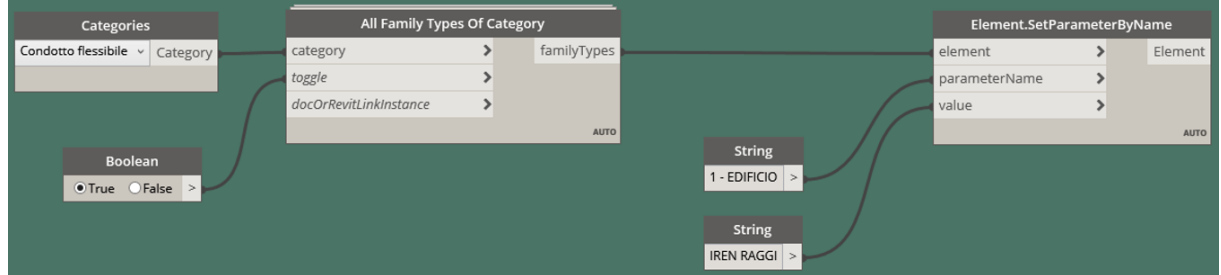 Categories
Condotto flessibile Category
Boolean
True False >
All Family Types Of Category
category familyTypes
toggle
docOrRevitLinkInstance
AUTO
String
1 - EDIFICIO >
String
IREN RAGGI >
Element.SetParameterByName
element Element
parameterName
value
AUTO